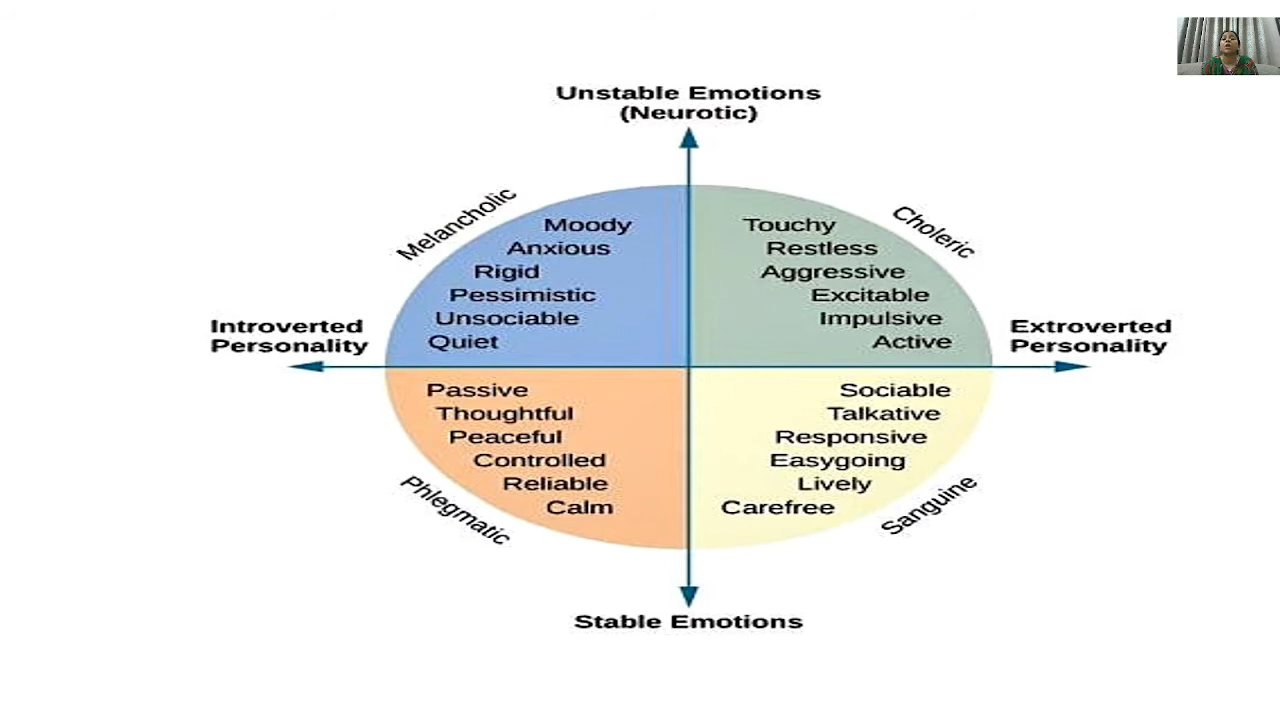 Unstable Emotions
(Neurotic)
Melancholic
Choleric
Moody
Anxious
Rigid
Pessimistic
Unsociable
Quiet
Touchy
Restless
Aggressive
Excitable
Impulsive
Active
Introverted
Personality
Extroverted
Personality
Passive
Thoughtful
Peaceful
Controlled
Reliable
Calm
Sociable
Talkative
Responsive
Easygoing
Lively
Carefree
Phlegmatic
Sanguine
Stable Emotions